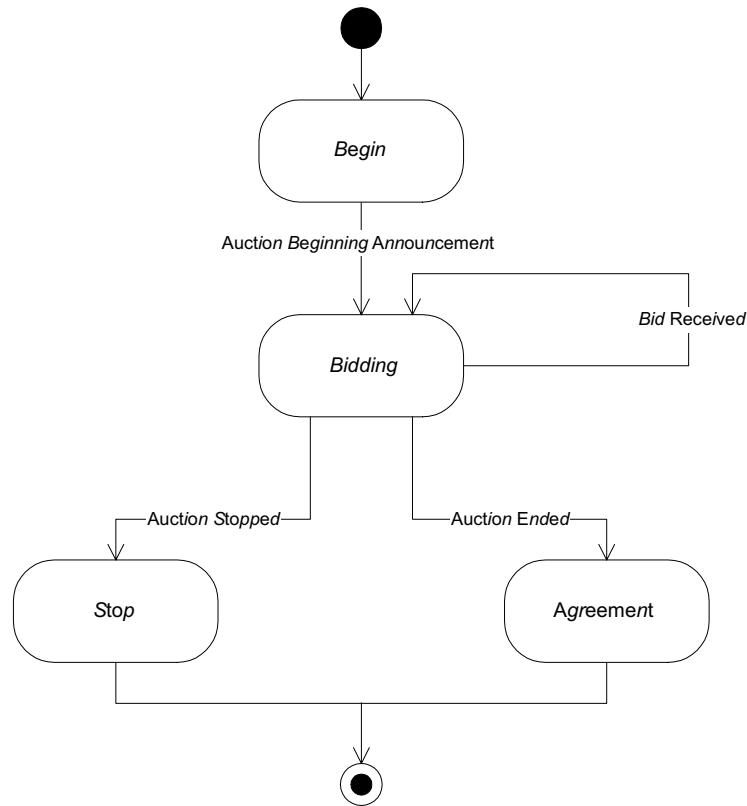 Begin
Auction Beginning Announcement
Bid Received
Bidding
Auction Stopped
Auction Ended
Stop
Agreement